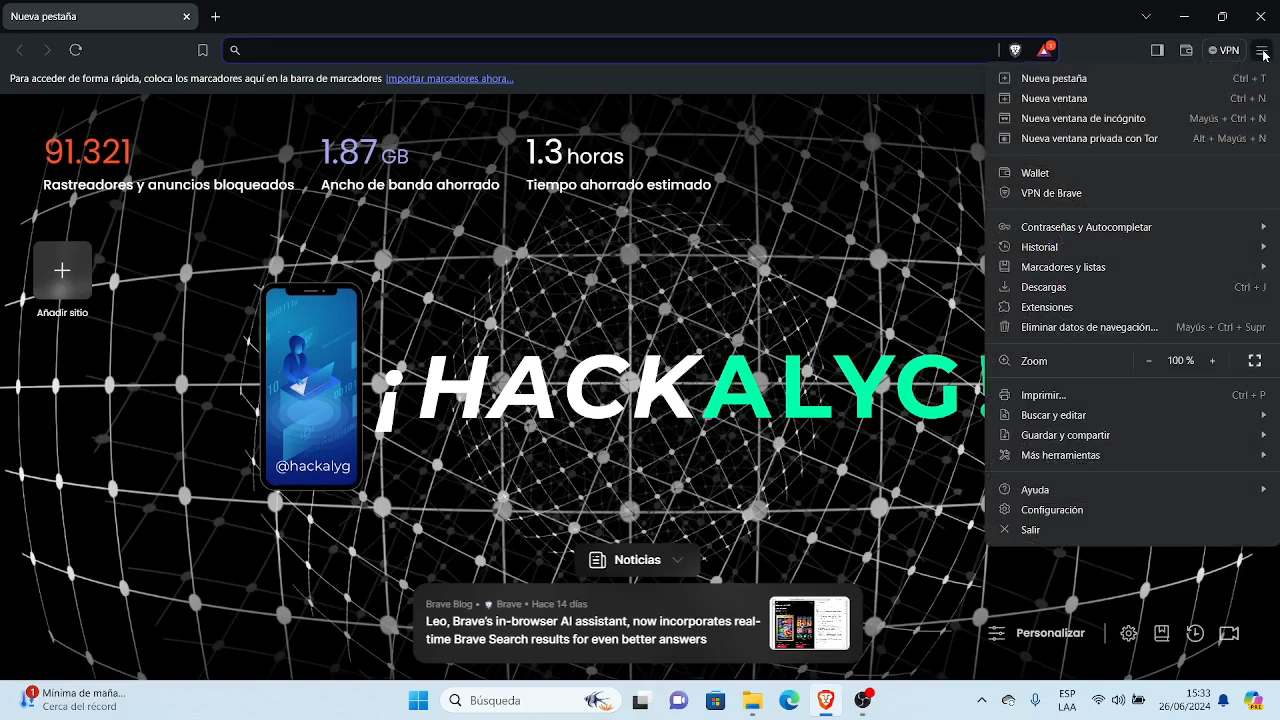 Nueva pestaña
VPN
Para acceder de forma rápida, coloca los marcadores aquí en la barra de marcadores Importar marcadores ahora...
Nueva pestaña Ctrl + T
Nueva ventana Ctrl + N
Nueva ventana de incógnito Mayús + Ctrl + N
Nueva ventana privada con Tor Alt + Mayús + N
Wallet
VPN de Brave
Contraseñas y Autocompletar
Historial
Marcadores y listas
Descargas Ctrl + J
Extensiones
Eliminar datos de navegación... Mayús + Ctrl + Supr
Zoom - 100 % +
Imprimir... Ctrl + P
Buscar y editar
Guardar y compartir
Más herramientas
Ayuda
Configuración
Salir
91.321
Rastreadores y anuncios bloqueados
1.87 GB
Ancho de banda ahorrado
1.3 horas
Tiempo ahorrado estimado
Añadir sitio
@hackalyg
¡HACKALYG!
Noticias
Brave Blog • Brave • Hace 14 días
Leo, Brave's in-browser AI assistant, now incorporates real-
time Brave Search results for even better answers
1
Mínima de maña...
Cerca del récord
Búsqueda
ESP
LAA
15:33
26/06/2024